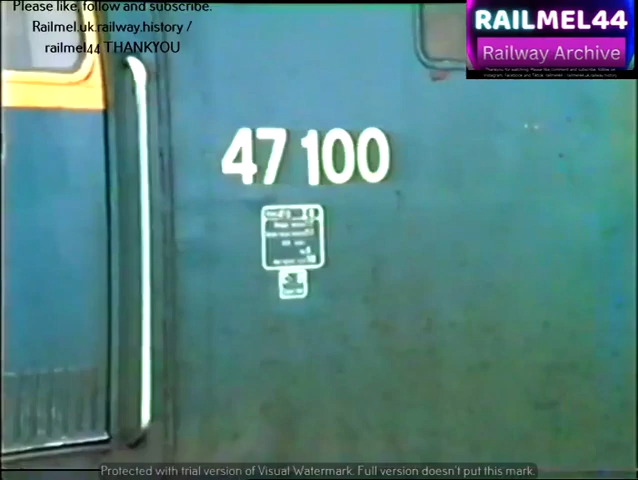 Please like, follow and subscribe.
Railmel.uk.railway.history /
railmel44 THANKYOU
RAILMEL44
Railway Archive
47 100
Protected with trial version of Visual Watermark. Full version doesn't put this mark.